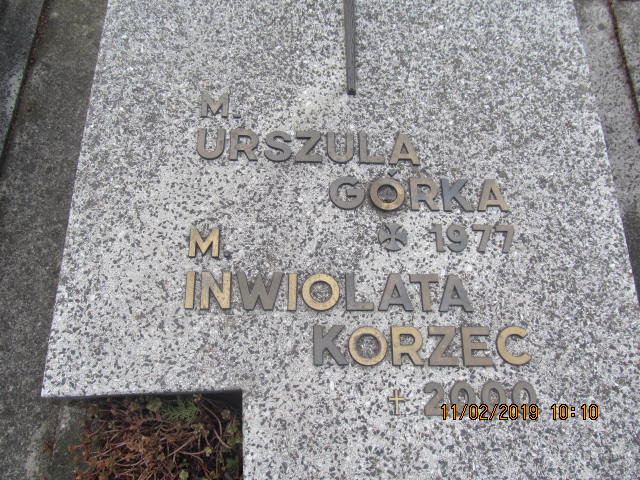 M.
URSZULA
GÓRKA
✠ 1977
M.
INWIOLATA
KORZEC
+ 2000
11/02/2019 10:10